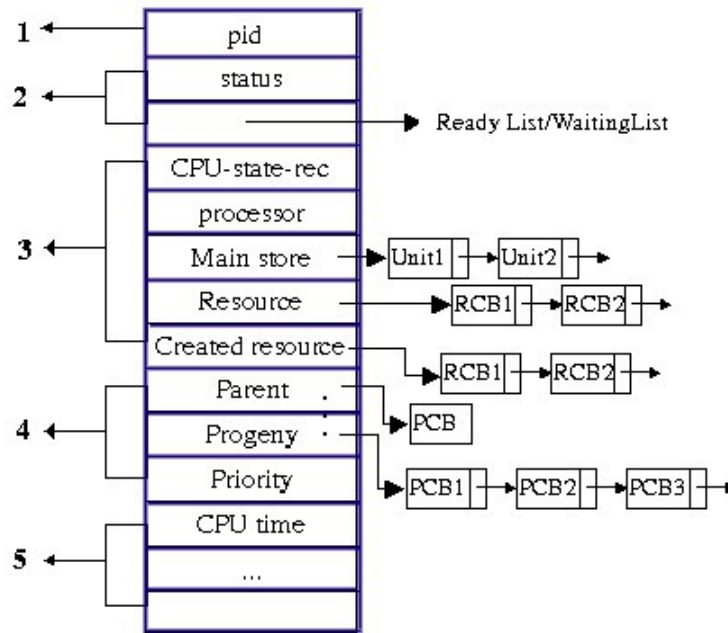 1
pid
status
2
Ready List/WaitingList
CPU-state-rec
processor
3
Main store
Unit1
Unit2
Resource
RCB1
RCB2
Created resource
RCB1
RCB2
Parent
PCB
4
Progeny
Priority
PCB1
PCB2
PCB3
CPU time
5
...